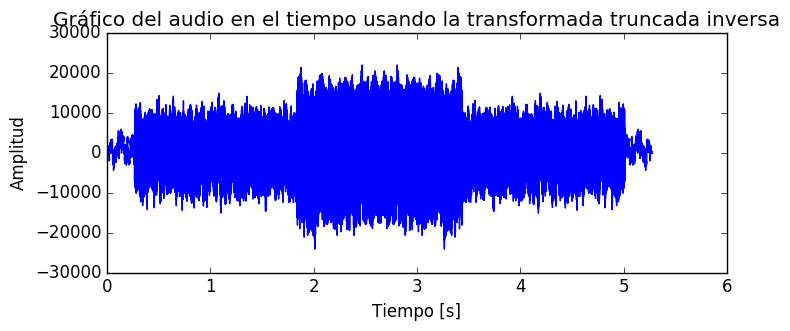 Gráfico del audio en el tiempo usando la transformada truncada inversa
30000
20000
10000
0
−10000
−20000
−30000
Amplitud
0 1 2 3 4 5 6
Tiempo [s]